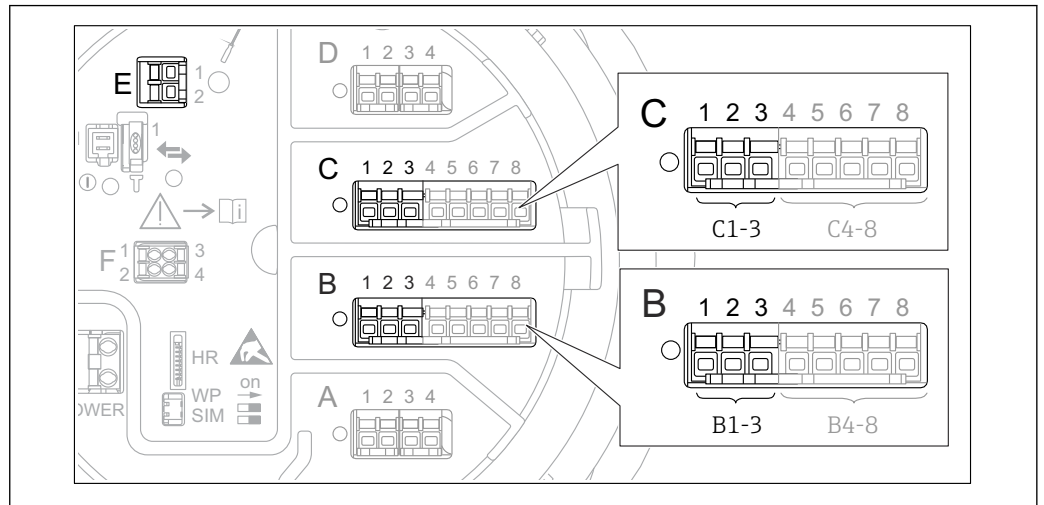 D 1 2 3 4
E 1
2
1
C 1 2 3 4 5 6 7 8
i
F 1 3
2 4
B 1 2 3 4 5 6 7 8
HR
WP on
SIM
OWER
A 1 2 3 4
C 1 2 3 4 5 6 7 8
C1-3 C4-8
B 1 2 3 4 5 6 7 8
B1-3 B4-8